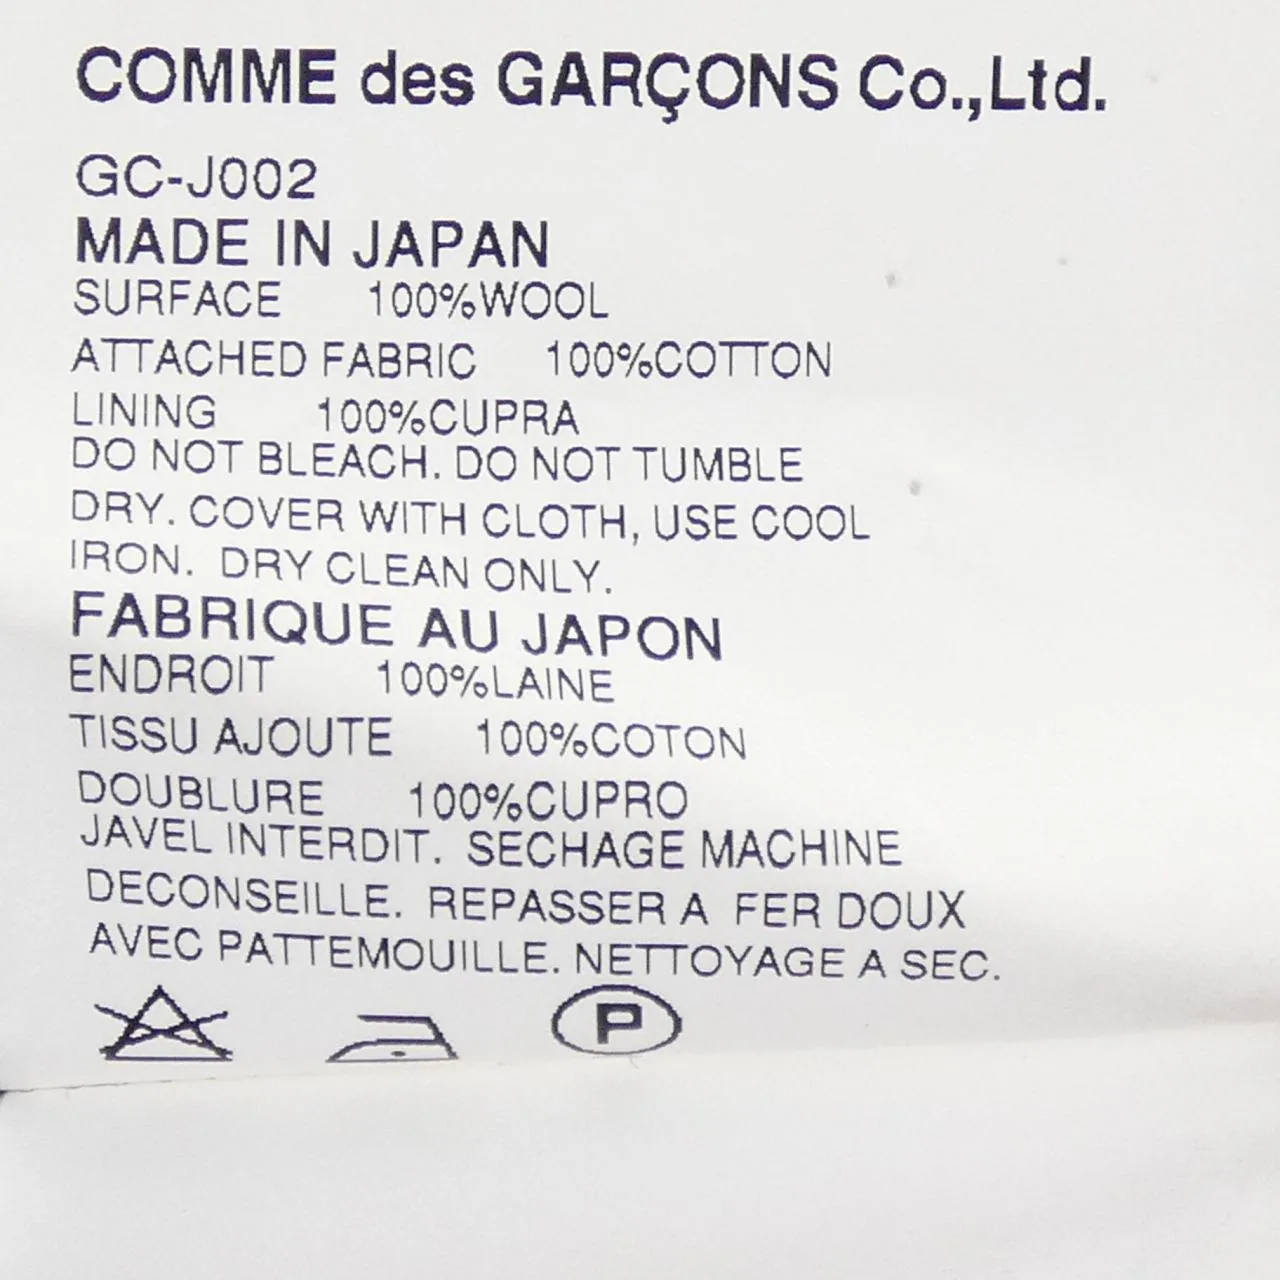 COMME des GARÇONS Co.,Ltd.
GC-J002
MADE IN JAPAN
SURFACE 100%WOOL
ATTACHED FABRIC 100%COTTON
LINING 100%CUPRA
DO NOT BLEACH. DO NOT TUMBLE
DRY. COVER WITH CLOTH, USE COOL
IRON. DRY CLEAN ONLY.
FABRIQUE AU JAPON
ENDROIT 100%LAINE
TISSU AJOUTE 100%COTON
DOUBLURE 100%CUPRO
JAVEL INTERDIT. SECHAGE MACHINE
DECONSEILLE. REPASSER A FER DOUX
AVEC PATTEMOUILLE. NETTOYAGE A SEC.
P